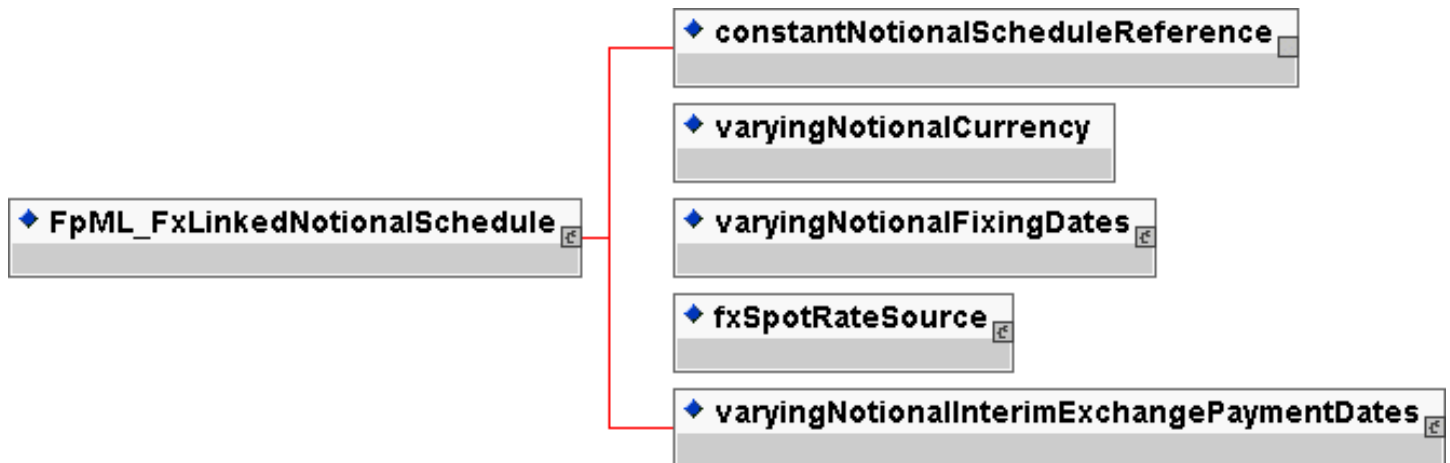 constantNotionalScheduleReference
varyingNotionalCurrency
FpML_FxLinkedNotionalSchedule
varyingNotionalFixingDates
fxSpotRateSource
varyingNotionalInterimExchangePaymentDates